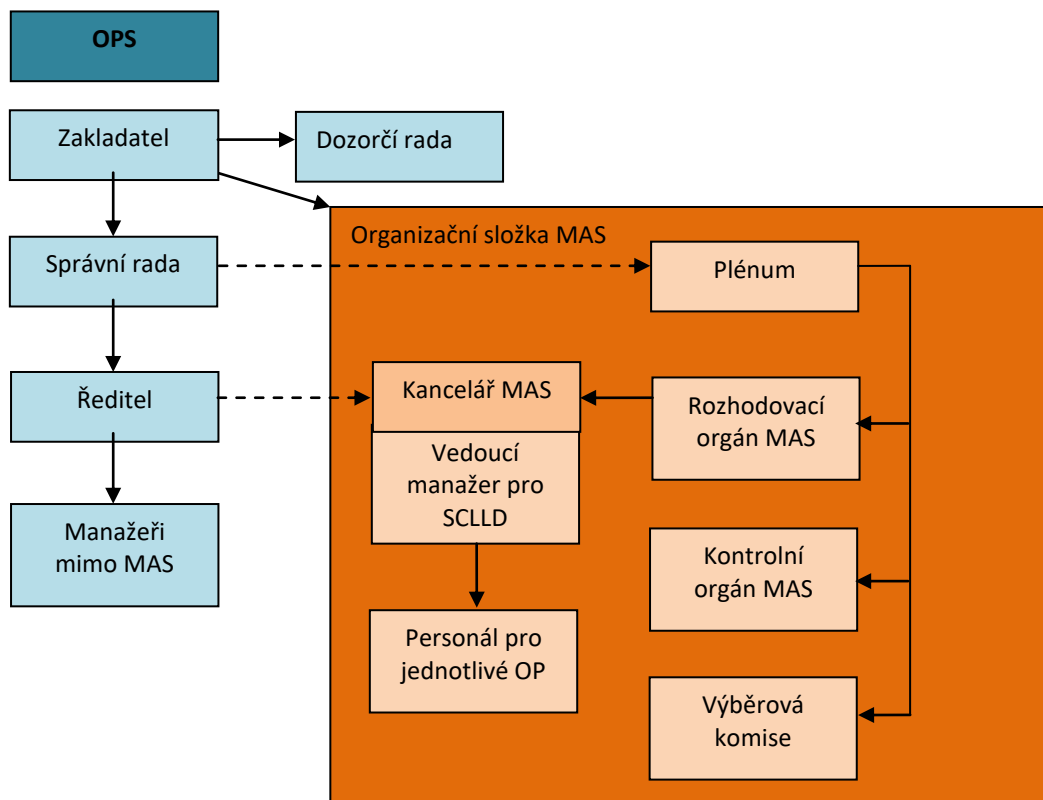 OPS
Zakladatel
Dozorčí rada
Organizační složka MAS
Správní rada
Plénum
Ředitel
Kancelář MAS
Rozhodovací
orgán MAS
Vedoucí
manažer pro
SCLLD
Manažeři
mimo MAS
Kontrolní
orgán MAS
Personál pro
jednotlivé OP
Výběrová
komise